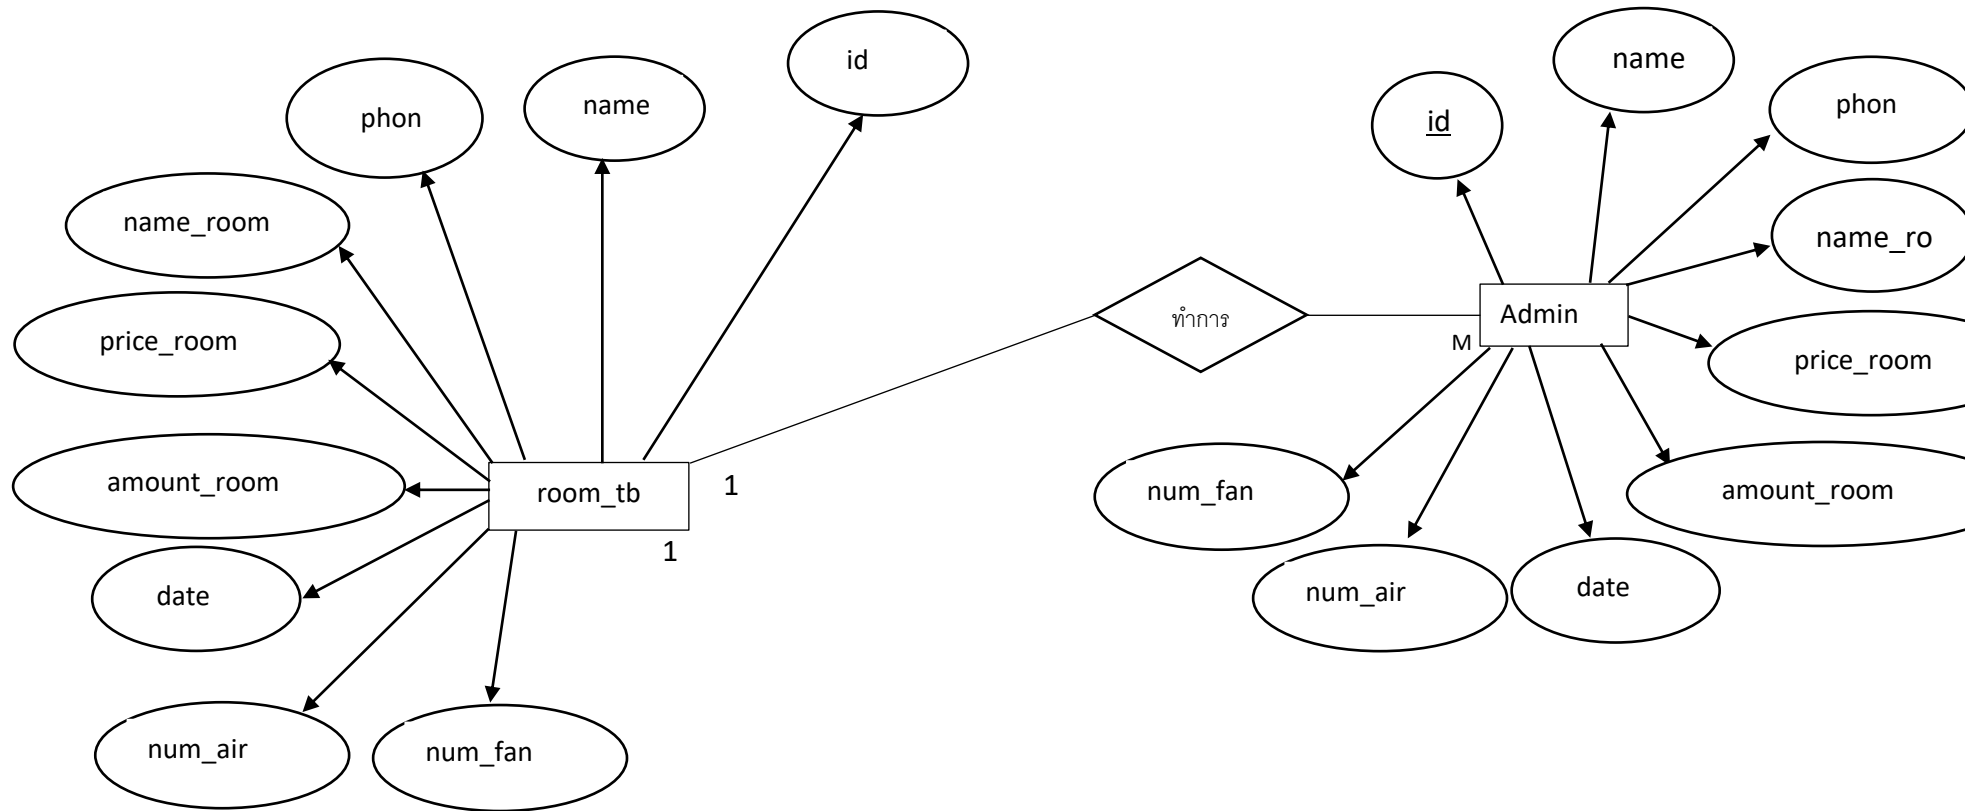 id
name
phon
name
id
phon
name_room
name_ro
ทำการ
Admin
M
price_room
price_room
amount_room
room_tb
1
num_fan
amount_room
1
date
num_air
date
num_air
num_fan